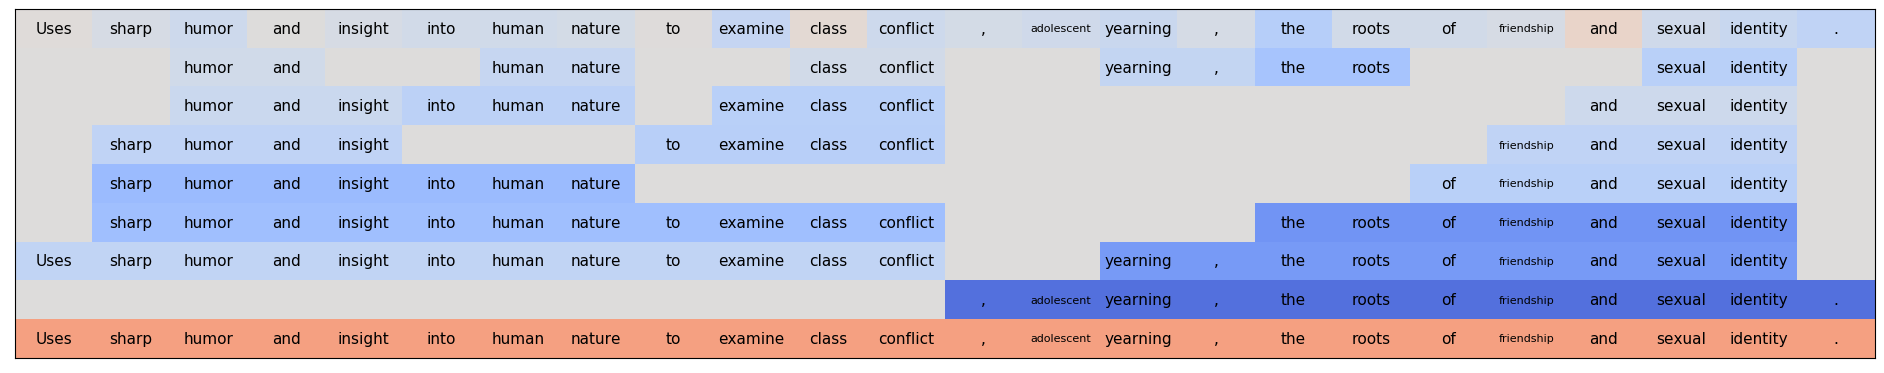 Uses sharp humor and insight into human nature to examine class conflict , adolescent yearning , the roots of friendship and sexual identity .
humor and human nature class conflict yearning , the roots sexual identity
humor and insight into human nature examine class conflict and sexual identity
sharp humor and insight to examine class conflict friendship and sexual identity
sharp humor and insight into human nature of friendship and sexual identity
sharp humor and insight into human nature to examine class conflict the roots of friendship and sexual identity
Uses sharp humor and insight into human nature to examine class conflict yearning , the roots of friendship and sexual identity
, adolescent yearning , the roots of friendship and sexual identity .
Uses sharp humor and insight into human nature to examine class conflict , adolescent yearning , the roots of friendship and sexual identity .